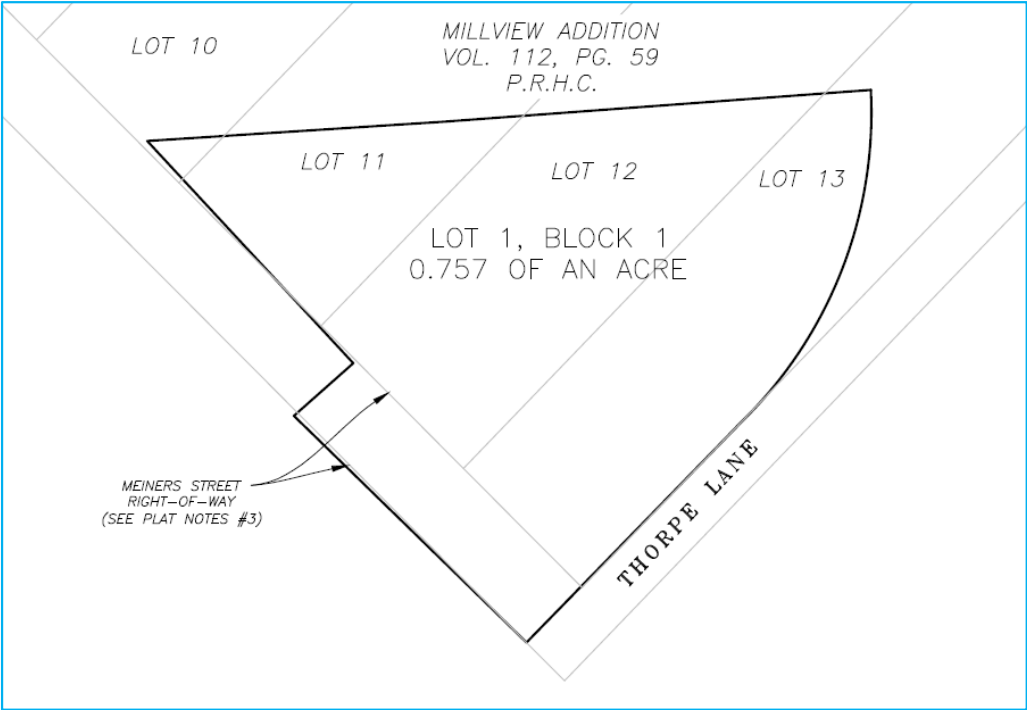 LOT 10
MILLVIEW ADDITION
VOL. 112, PG. 59
P.R.H.C.
LOT 11
LOT 12
LOT 13
LOT 1, BLOCK 1
0.757 OF AN ACRE
MEINERS STREET
RIGHT-OF-WAY
(SEE PLAT NOTES #3)
THORPE LANE